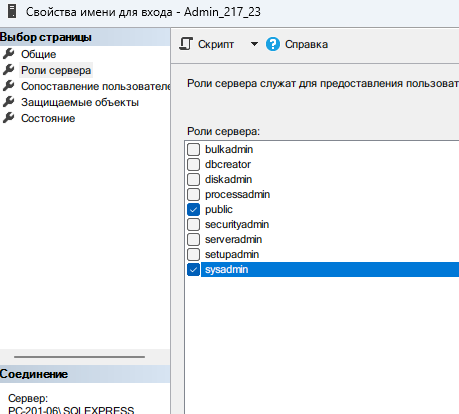 Свойства имени для входа - Admin_217_23
Выбор страницы
Общие
Роли сервера
Сопоставление пользователе
Защищаемые объекты
Состояние
Скрипт
Справка
Роли сервера служат для предоставления пользоват
Роли сервера:
bulkadmin
dbcreator
diskadmin
processadmin
public
securityadmin
serveradmin
setupadmin
sysadmin
Соединение
Сервер:
PC-201-06\SQLEXPRESS